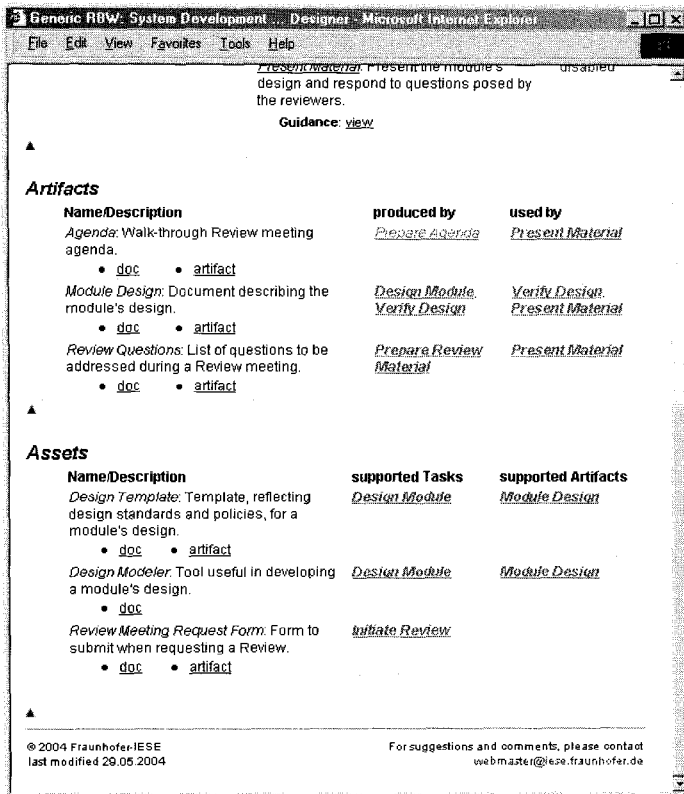 Generic RBW: System Development ... Designer - Microsoft Internet Explorer
File Edit View Favorites Tools Help
Present Material: Present the module's disabled
design and respond to questions posed by
the reviewers.
Guidance: view
Artifacts
Name/Description produced by used by
Agenda: Walk-through Review meeting Prepare Agenda Present Material
agenda.
• doc • artifact
Module Design: Document describing the Design Module Verify Design
module's design. Verify Design Present Material
• doc • artifact
Review Questions: List of questions to be Prepare Review Present Material
addressed during a Review meeting. Material
• doc • artifact
Assets
Name/Description supported Tasks supported Artifacts
Design Template: Template, reflecting Design Module Module Design
design standards and policies, for a
module's design.
• doc • artifact
Design Modeler: Tool useful in developing Design Module Module Design
a module's design.
• doc
Review Meeting Request Form: Form to Initiate Review
submit when requesting a Review.
• doc • artifact
© 2004 Fraunhofer-IESE For suggestions and comments, please contact
last modified 29.05.2004 webmaster@iese.fraunhofer.de